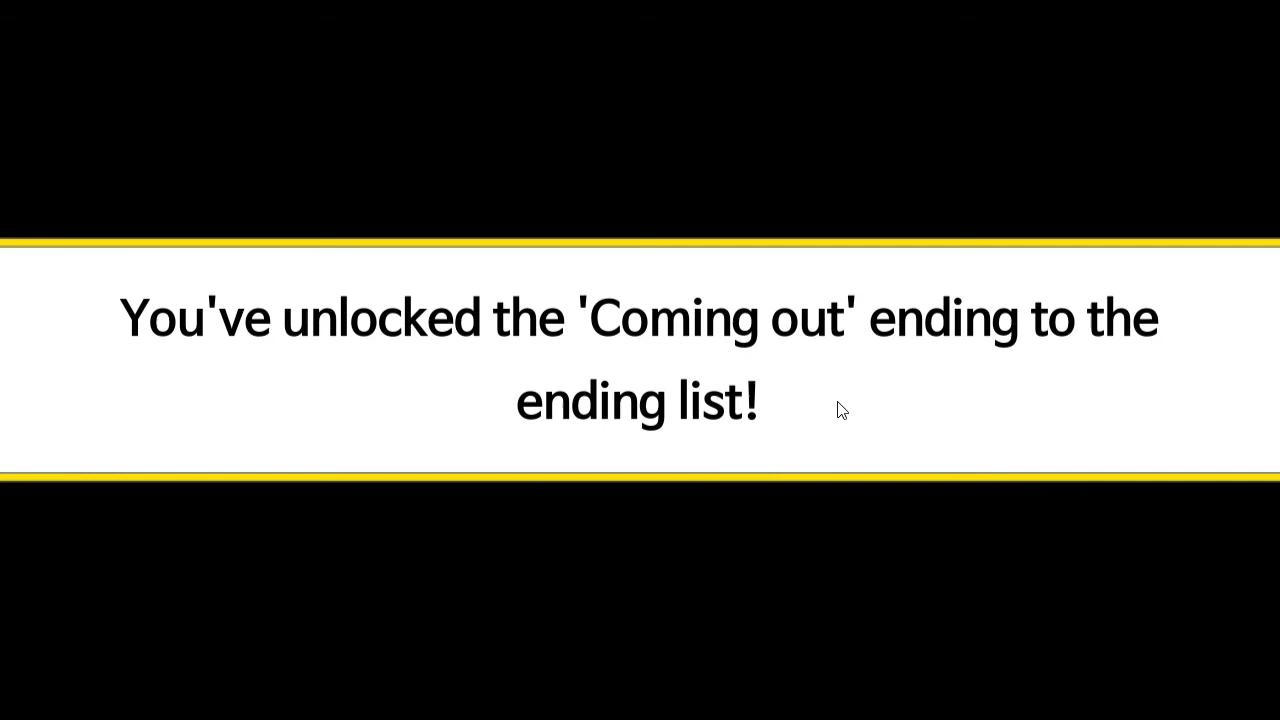 You've unlocked the 'Coming out' ending to the
ending list!